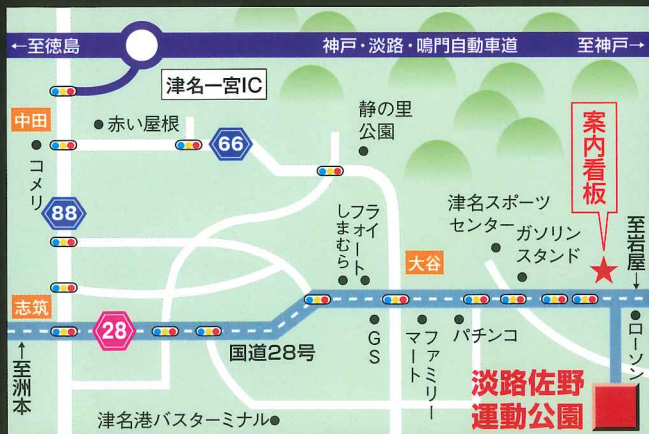 ←至徳島
神戸・淡路・鳴門自動車道
至神戸→
津名一宮IC
中田
赤い屋根
66
静の里
公園
案内看板
コメリ
88
津名スポーツ
センター
ガソリン
スタンド
至岩屋→
フライト
フォート
しまむら
大谷
志筑
28
国道28号
GS
ファミリー
マート
パチンコ
ローソン
←至洲本
淡路佐野
運動公園
津名港バスターミナル